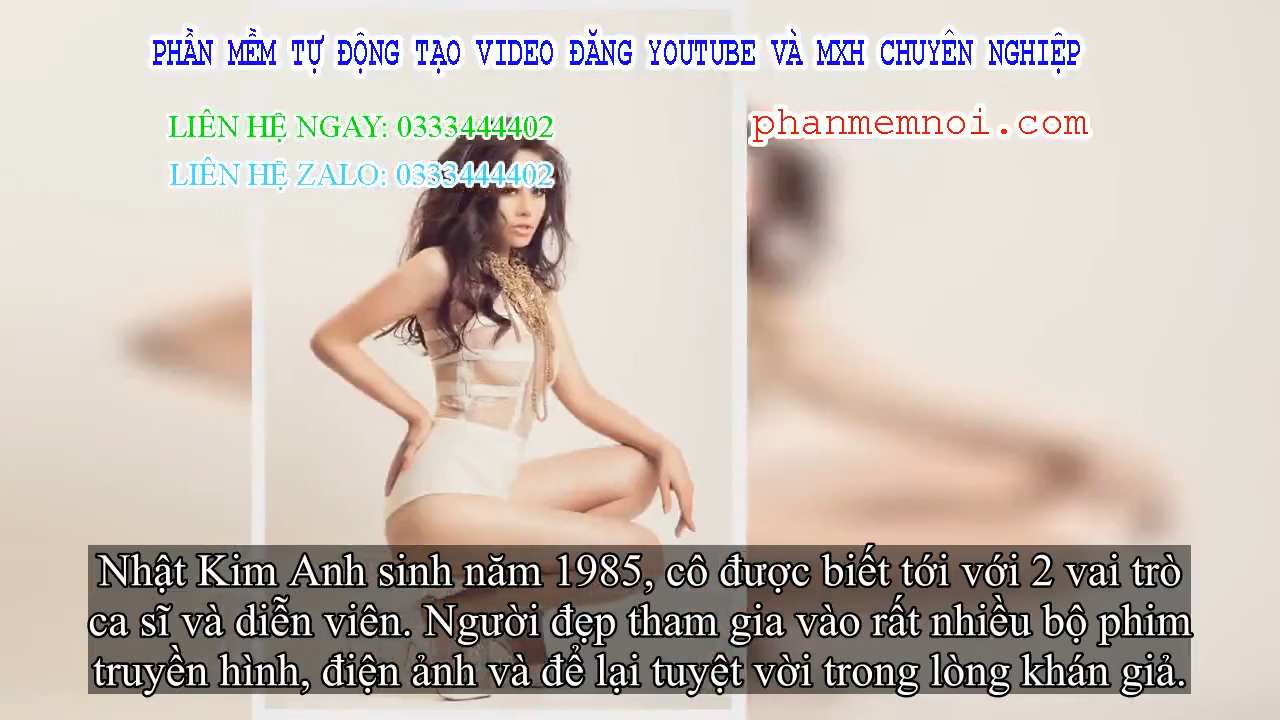 PHẦN MỀM TỰ ĐỘNG TẠO VIDEO ĐĂNG YOUTUBE VÀ MXH CHUYÊN NGHIỆP
LIÊN HỆ NGAY: 0333444402
phanmemnoi.com
LIÊN HỆ ZALO: 0333444402
Nhật Kim Anh sinh năm 1985, cô được biết tới với 2 vai trò
ca sĩ và diễn viên. Người đẹp tham gia vào rất nhiều bộ phim
truyền hình, điện ảnh và để lại tuyệt vời trong lòng khán giả.